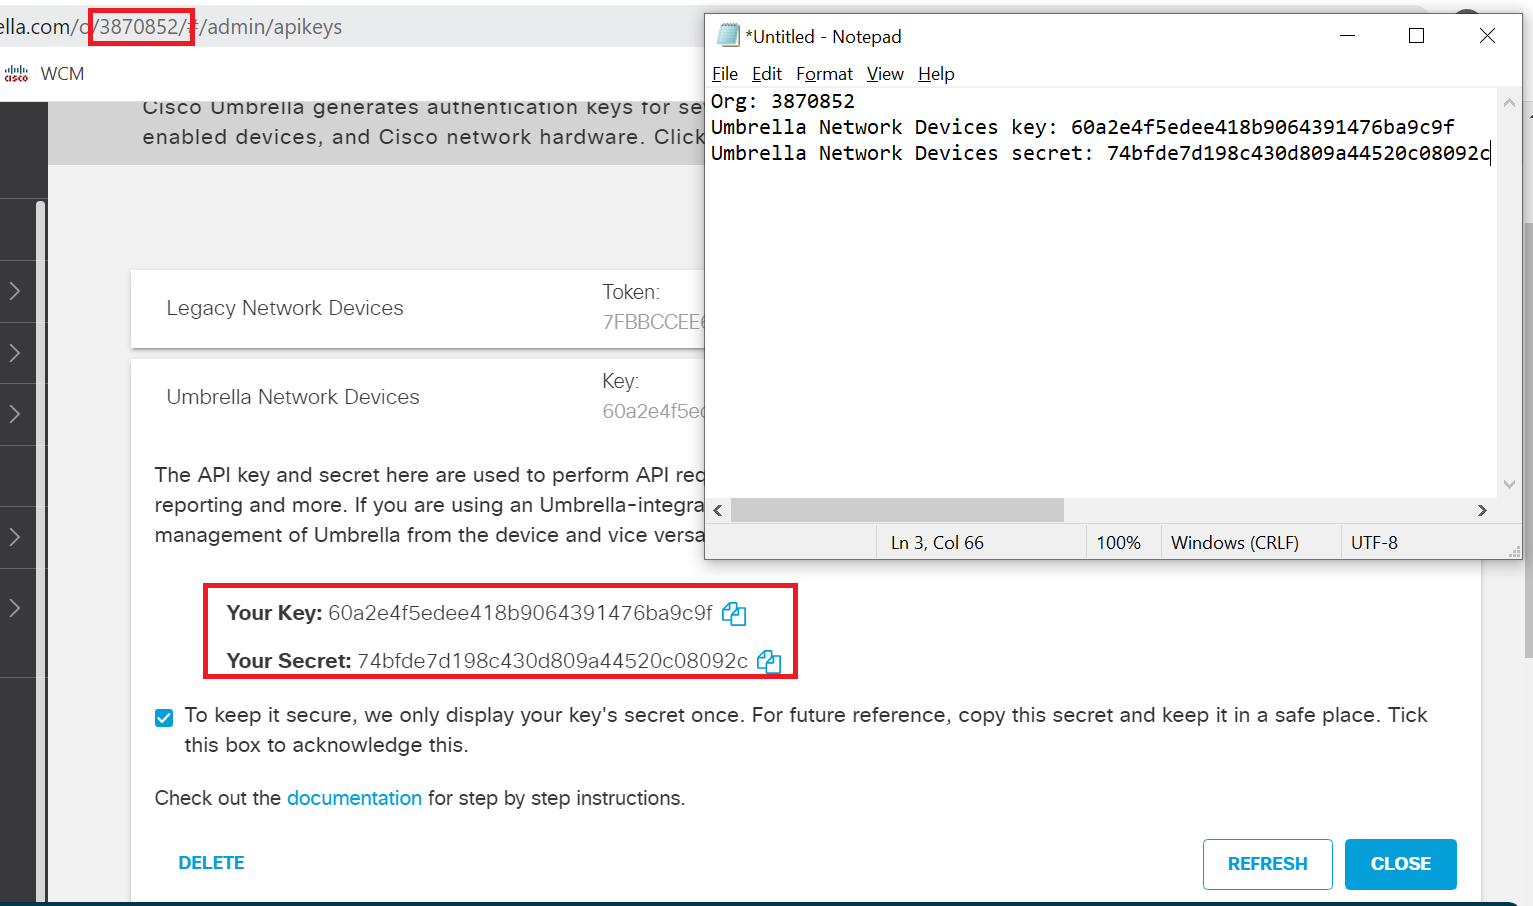 ella.com/o/3870852/#/admin/apikeys
cisco WCM
Cisco Umbrella generates authentication keys for se
enabled devices, and Cisco network hardware. Click
Legacy Network Devices
Token:
7FBBCCEE6
Umbrella Network Devices
Key:
60a2e4f5ed
The API key and secret here are used to perform API req
reporting and more. If you are using an Umbrella-integra
management of Umbrella from the device and vice versa
Your Key: 60a2e4f5edee418b9064391476ba9c9f
Your Secret: 74bfde7d198c430d809a44520c08092c
To keep it secure, we only display your key's secret once. For future reference, copy this secret and keep it in a safe place. Tick
this box to acknowledge this.
Check out the documentation for step by step instructions.
DELETE
REFRESH
CLOSE
*Untitled - Notepad
File Edit Format View Help
Org: 3870852
Umbrella Network Devices key: 60a2e4f5edee418b9064391476ba9c9f
Umbrella Network Devices secret: 74bfde7d198c430d809a44520c08092c
Ln 3, Col 66
100%
Windows (CRLF)
UTF-8